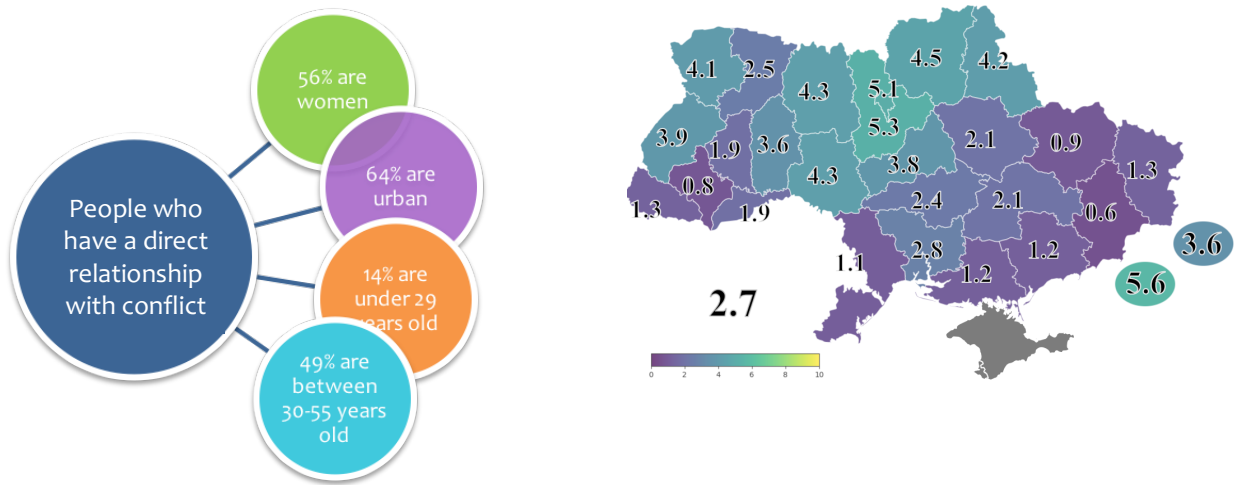 56% are
women
64% are
urban
People who
have a direct
relationship
with conflict
14% are
under 29
years old
49% are
between
30-55 years
old
4.1
2.5
4.3
5.1
4.5
4.2
3.9
1.9
3.6
5.3
2.1
0.9
1.3
0.8
4.3
3.8
1.3
1.9
2.4
2.1
0.6
3.6
1.1
2.8
1.2
1.2
5.6
2.7
0 2 4 6 8 10